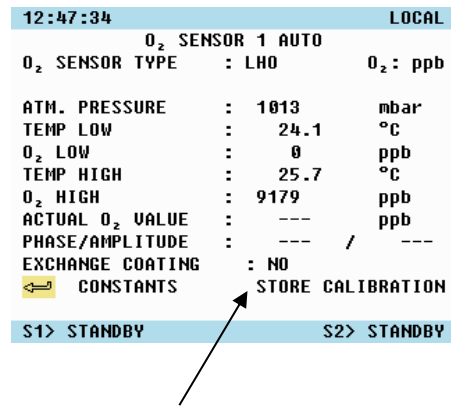 12:47:34 LOCAL
O₂ SENSOR 1 AUTO
O₂ SENSOR TYPE : LHO O₂: ppb
ATM. PRESSURE : 1013 mbar
TEMP LOW : 24.1 °C
O₂ LOW : 0 ppb
TEMP HIGH : 25.7 °C
O₂ HIGH : 9179 ppb
ACTUAL O₂ VALUE : --- ppb
PHASE/AMPLITUDE : --- / ---
EXCHANGE COATING : NO
CONSTANTS STORE CALIBRATION
S1> STANDBY S2> STANDBY